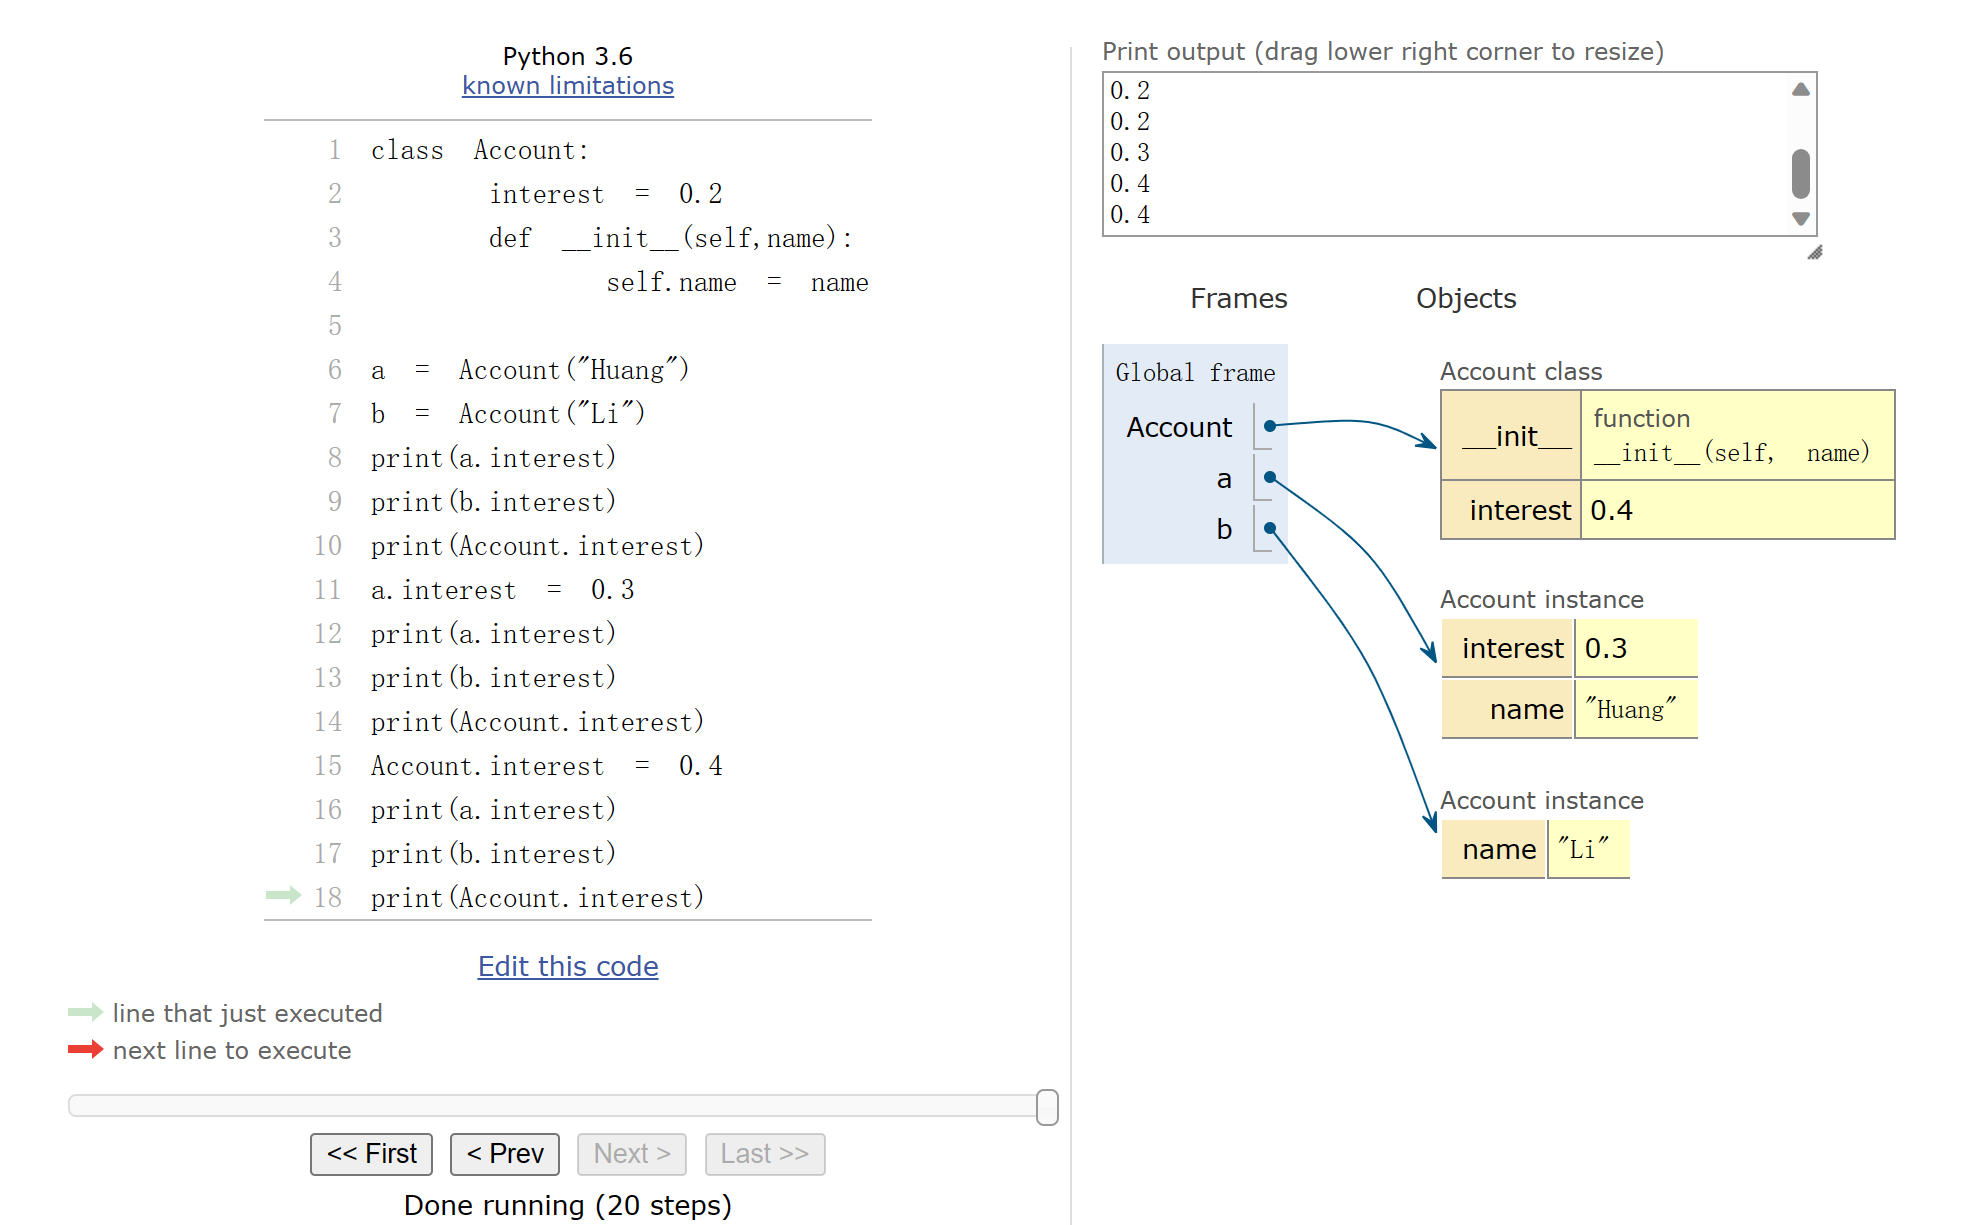 Python 3.6
known limitations
1 class Account:
2 interest = 0.2
3 def __init__(self,name):
4 self.name = name
5
6 a = Account("Huang")
7 b = Account("Li")
8 print(a.interest)
9 print(b.interest)
10 print(Account.interest)
11 a.interest = 0.3
12 print(a.interest)
13 print(b.interest)
14 print(Account.interest)
15 Account.interest = 0.4
16 print(a.interest)
17 print(b.interest)
18 print(Account.interest)
Edit this code
line that just executed
next line to execute
<< First < Prev Next > Last >>
Done running (20 steps)
Print output (drag lower right corner to resize)
0.2
0.2
0.3
0.4
0.4
Frames Objects
Global frame
Account
a
b
Account class
__init__ function
__init__(self, name)
interest 0.4
Account instance
interest 0.3
name "Huang"
Account instance
name "Li"